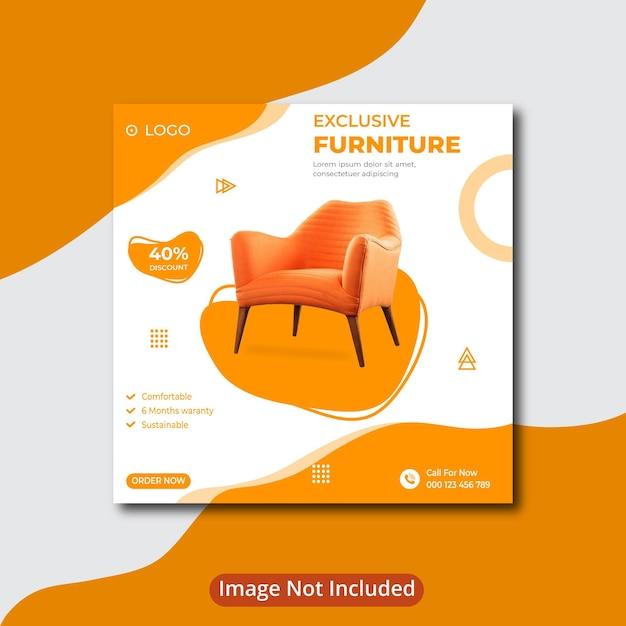 LOGO
EXCLUSIVE
FURNITURE
Lorem ipsum dolor sit amet,
consectetur adipiscing
40%
DISCOUNT
Comfortable
6 Months waranty
Sustainable
ORDER NOW
Call For Now
000 123 456 789
Image Not Included